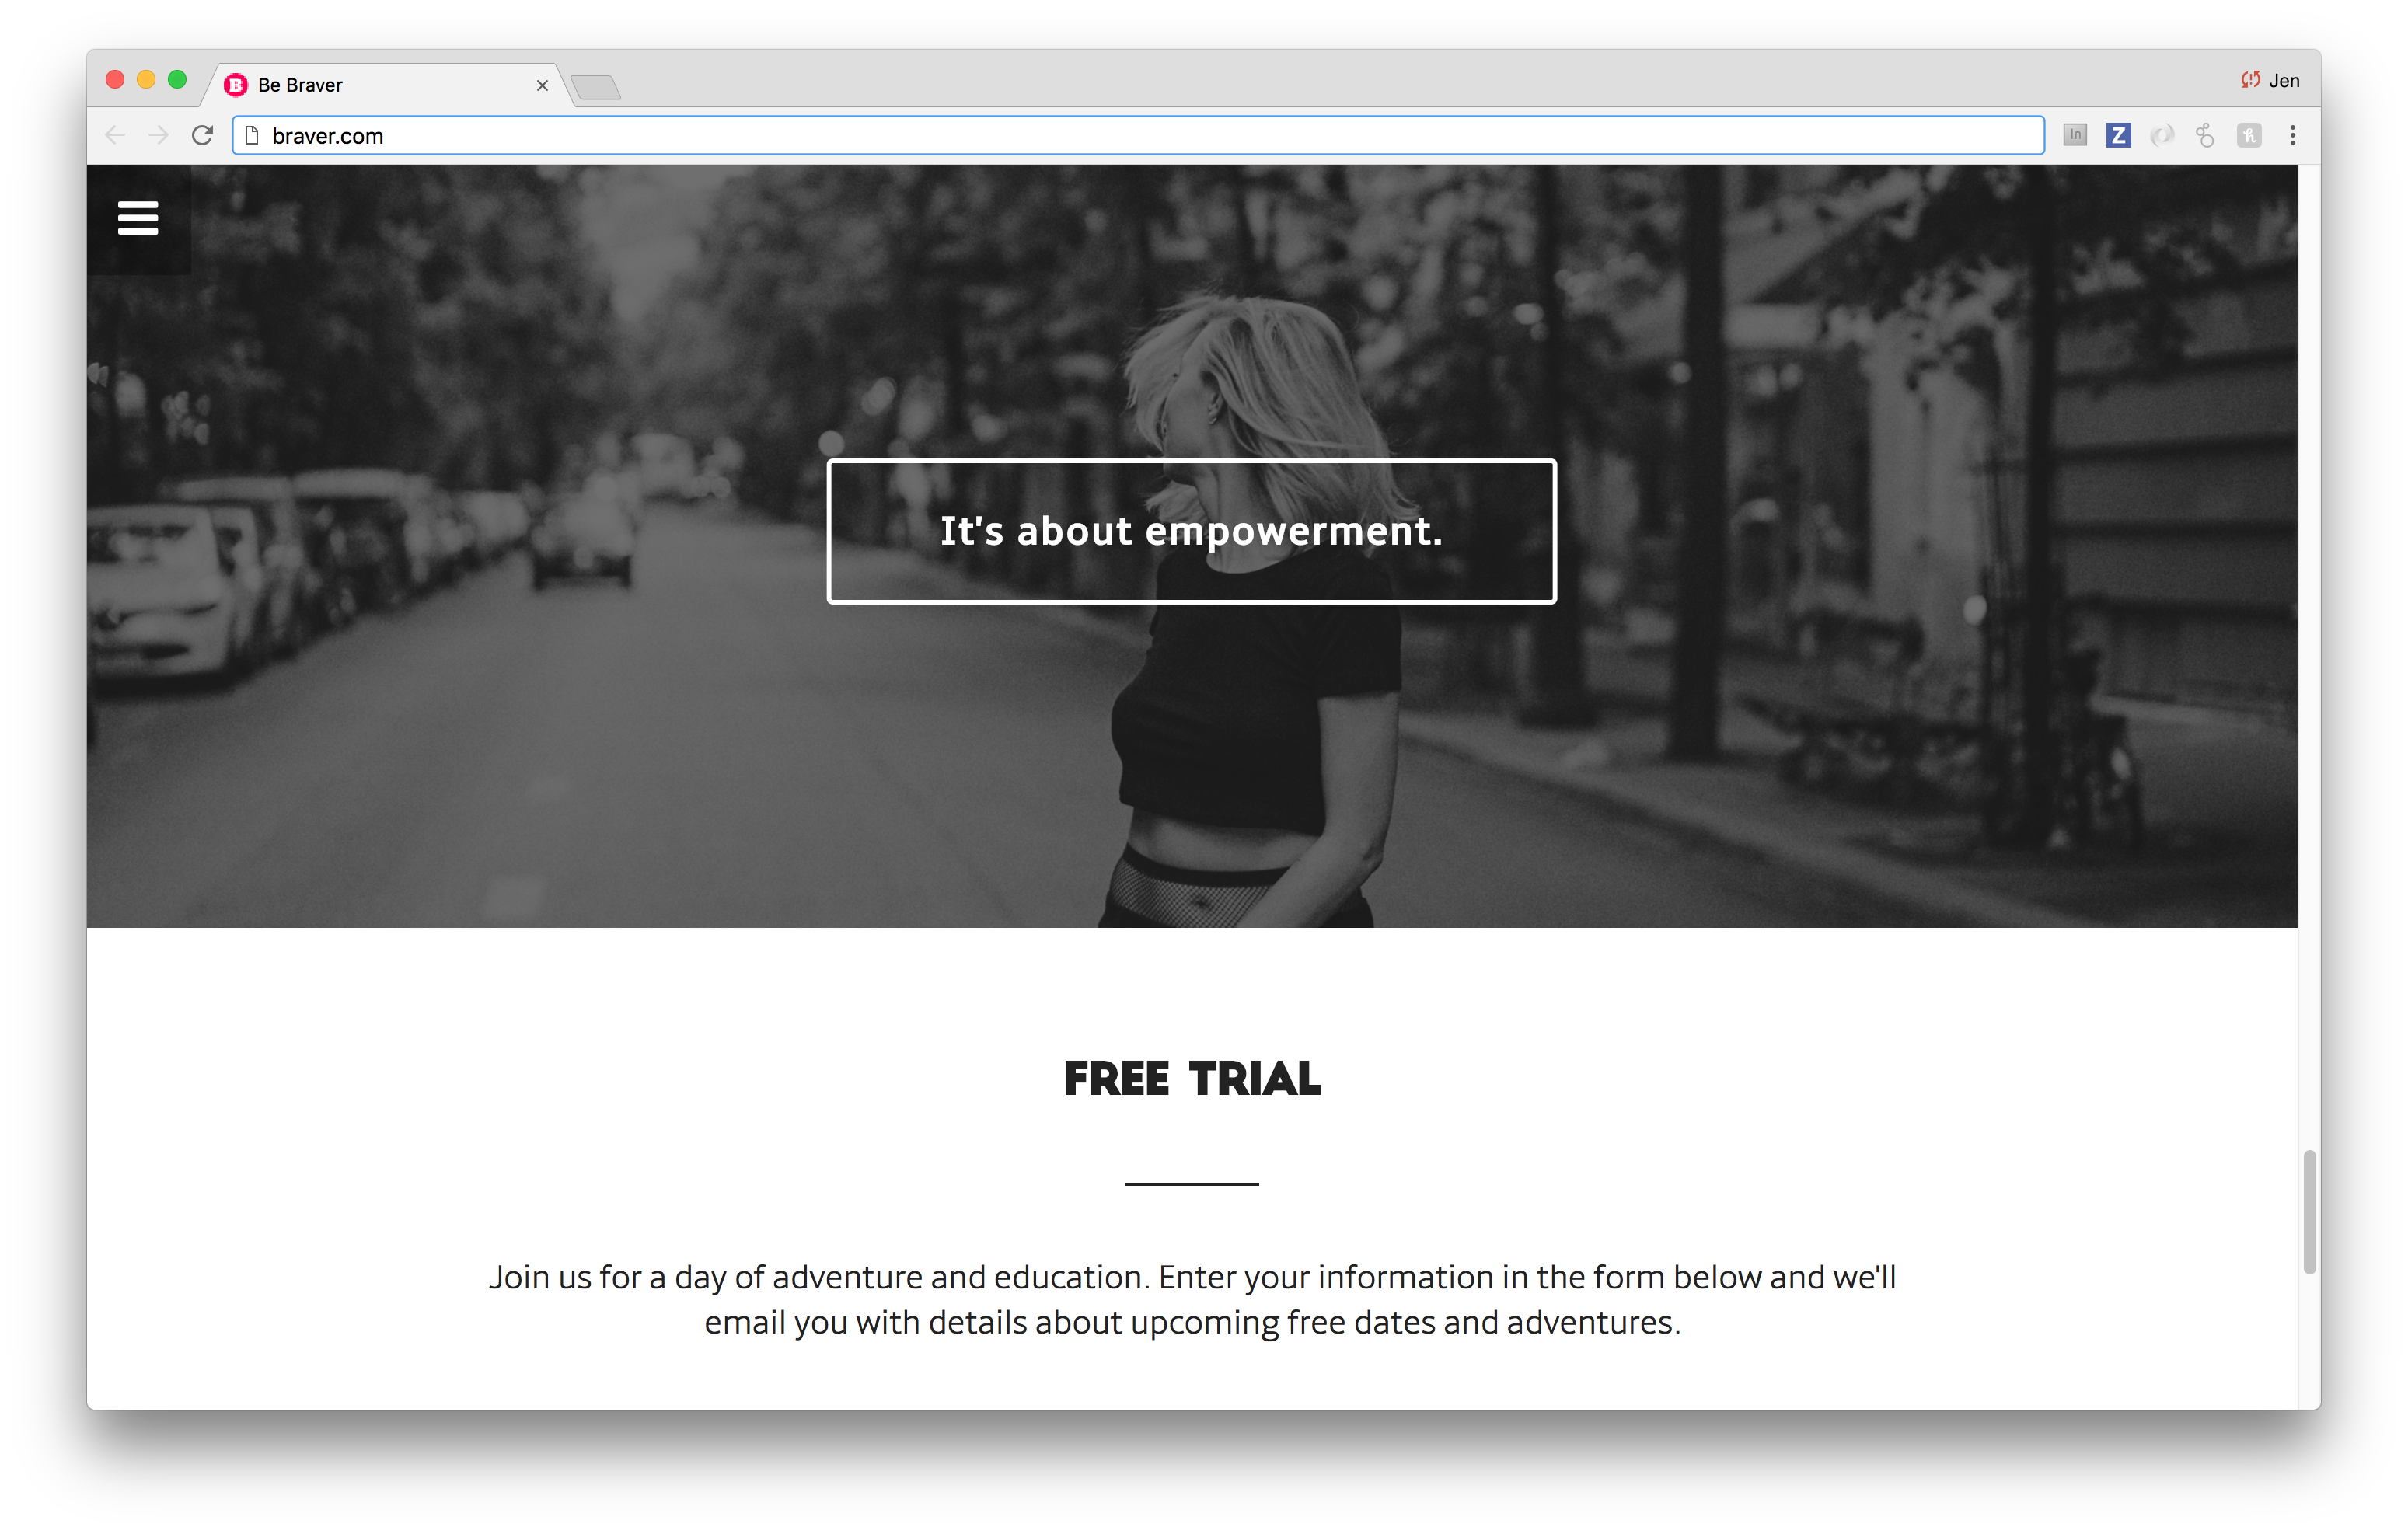 B Be Braver
Jen
braver.com
In Z h
It's about empowerment.
FREE TRIAL
Join us for a day of adventure and education. Enter your information in the form below and we'll
email you with details about upcoming free dates and adventures.